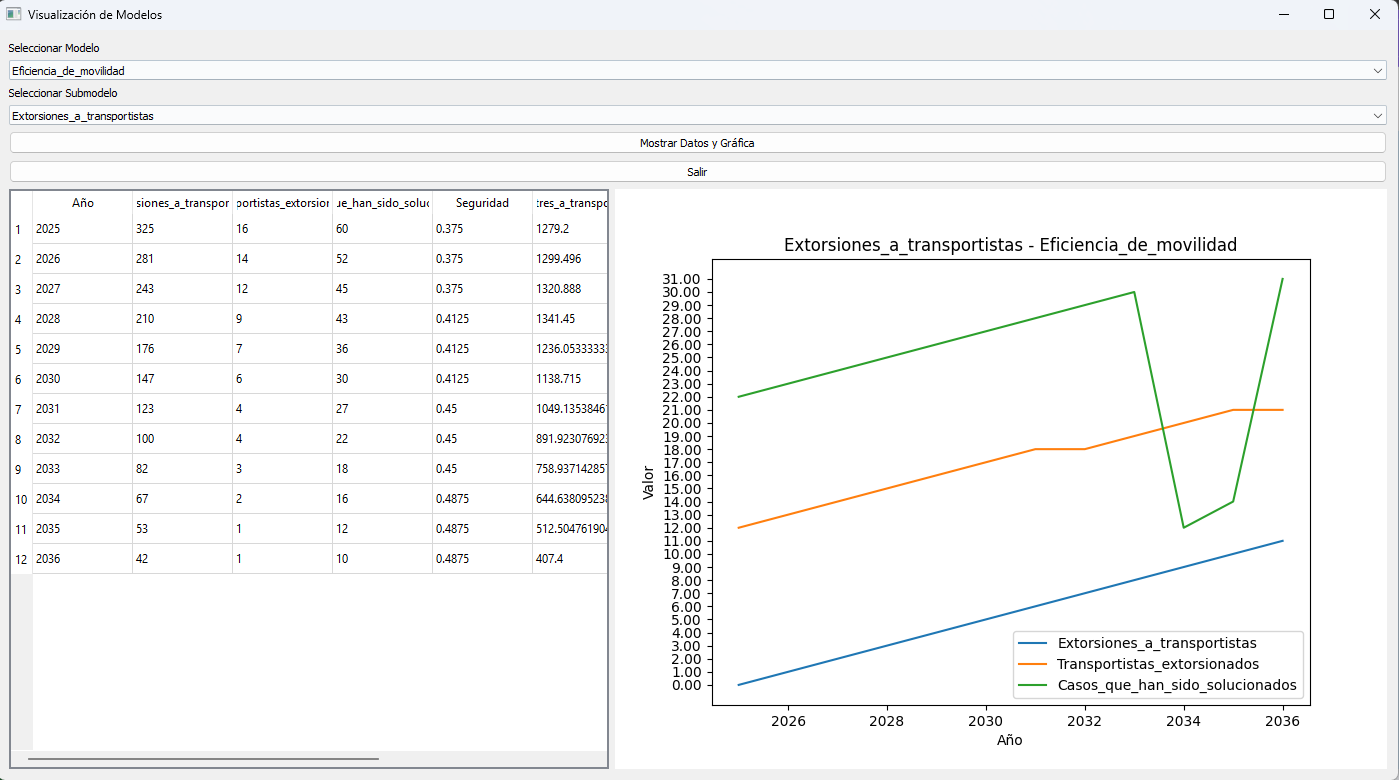 Visualización de Modelos
Seleccionar Modelo
Eficiencia_de_movilidad
Seleccionar Submodelo
Extorsiones_a_transportistas
Mostrar Datos y Gráfica
Salir
Año siones_a_transpor portistas_extorsion ue_han_sido_soluc Seguridad res_a_transpo
1 2025 325 16 60 0.375 1279.2
2 2026 281 14 52 0.375 1299.496
3 2027 243 12 45 0.375 1320.888
4 2028 210 9 43 0.4125 1341.45
5 2029 176 7 36 0.4125 1236.05333333
6 2030 147 6 30 0.4125 1138.715
7 2031 123 4 27 0.45 1049.1353846
8 2032 100 4 22 0.45 891.92307692
9 2033 82 3 18 0.45 758.93714285
10 2034 67 2 16 0.4875 644.63809523
11 2035 53 1 12 0.4875 512.50476190
12 2036 42 1 10 0.4875 407.4
Extorsiones_a_transportistas - Eficiencia_de_movilidad
31.00
30.00
29.00
28.00
27.00
26.00
25.00
24.00
23.00
22.00
21.00
20.00
19.00
18.00
17.00
16.00
15.00
14.00
13.00
12.00
11.00
10.00
9.00
8.00
7.00
6.00
5.00
4.00
3.00
2.00
1.00
0.00
Valor
Extorsiones_a_transportistas
Transportistas_extorsionados
Casos_que_han_sido_solucionados
2026 2028 2030 2032 2034 2036
Año